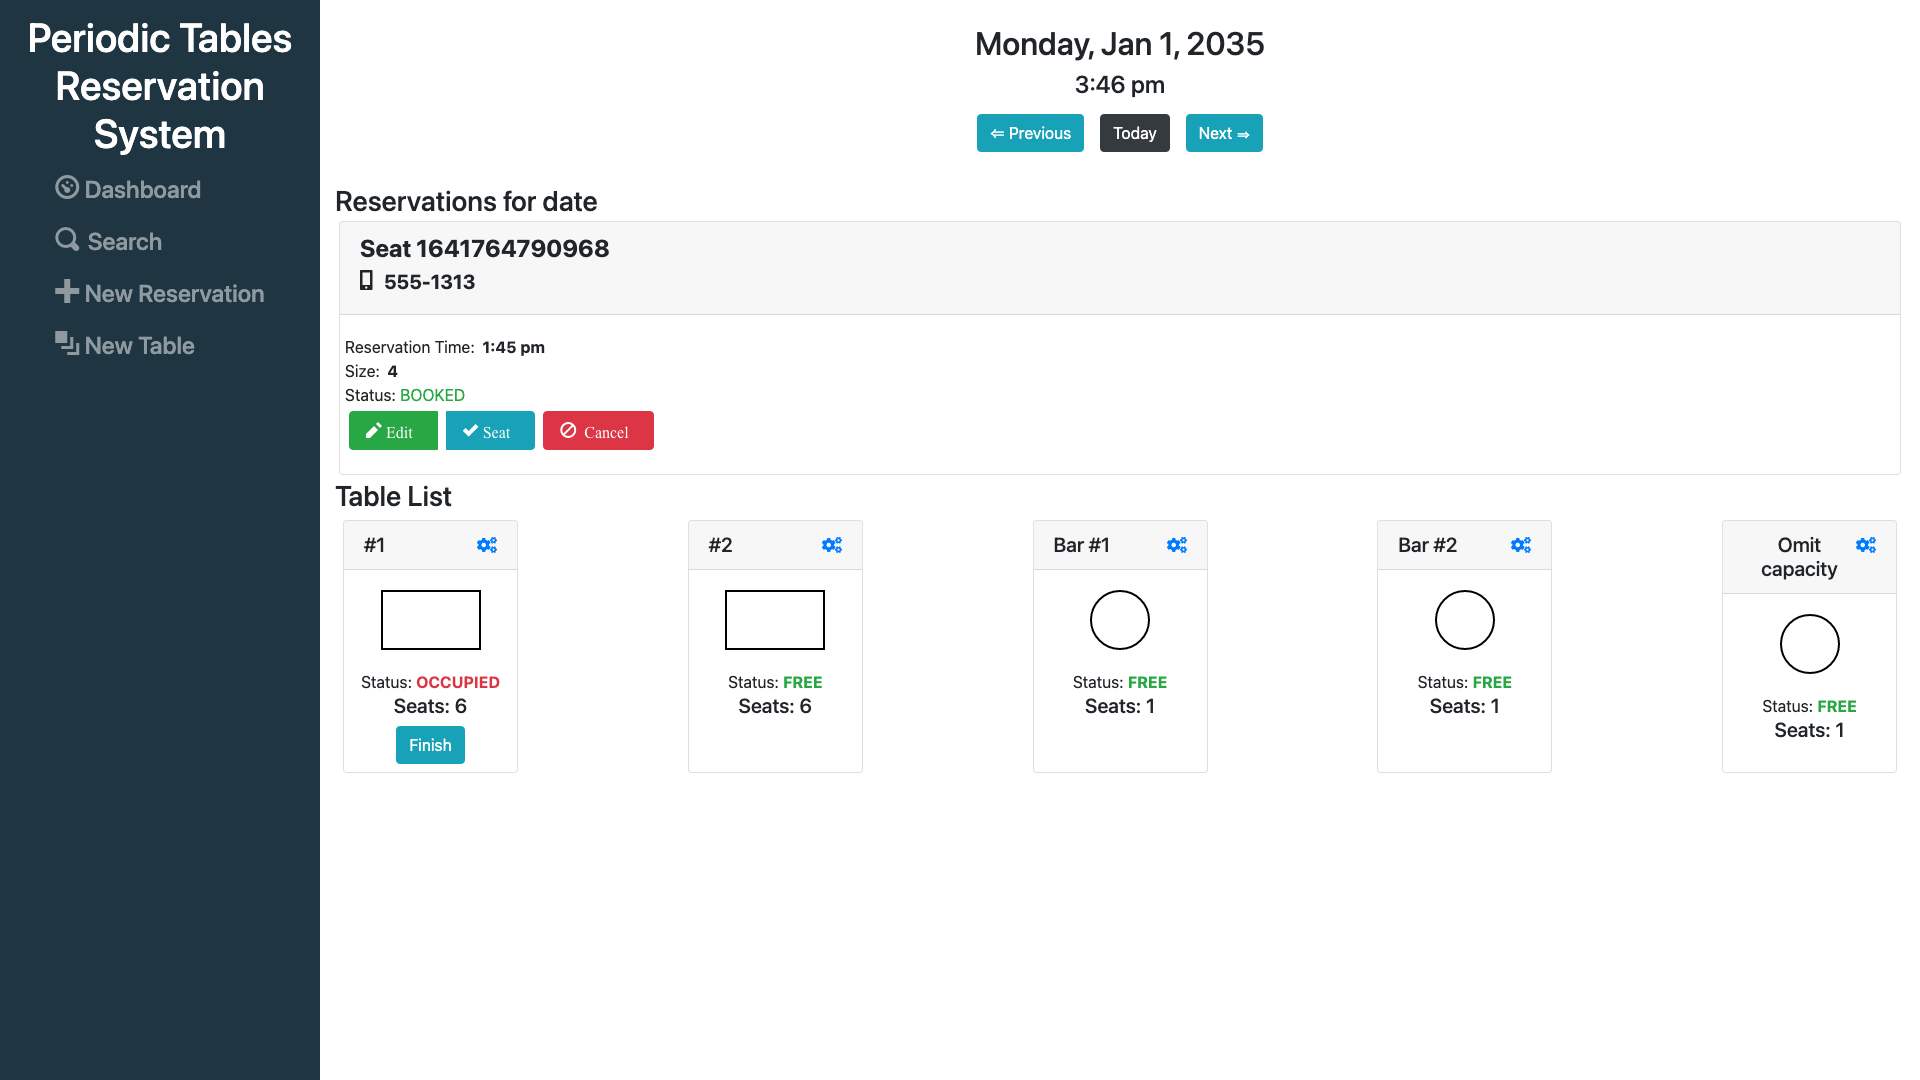 Periodic Tables
Reservation
System
Dashboard
Search
New Reservation
New Table
Monday, Jan 1, 2035
3:46 pm
⇐ Previous
Today
Next ⇒
Reservations for date
Seat 1641764790968
555-1313
Reservation Time: 1:45 pm
Size: 4
Status: BOOKED
Edit
Seat
Cancel
Table List
#1
Status: OCCUPIED
Seats: 6
Finish
#2
Status: FREE
Seats: 6
Bar #1
Status: FREE
Seats: 1
Bar #2
Status: FREE
Seats: 1
Omit
capacity
Status: FREE
Seats: 1